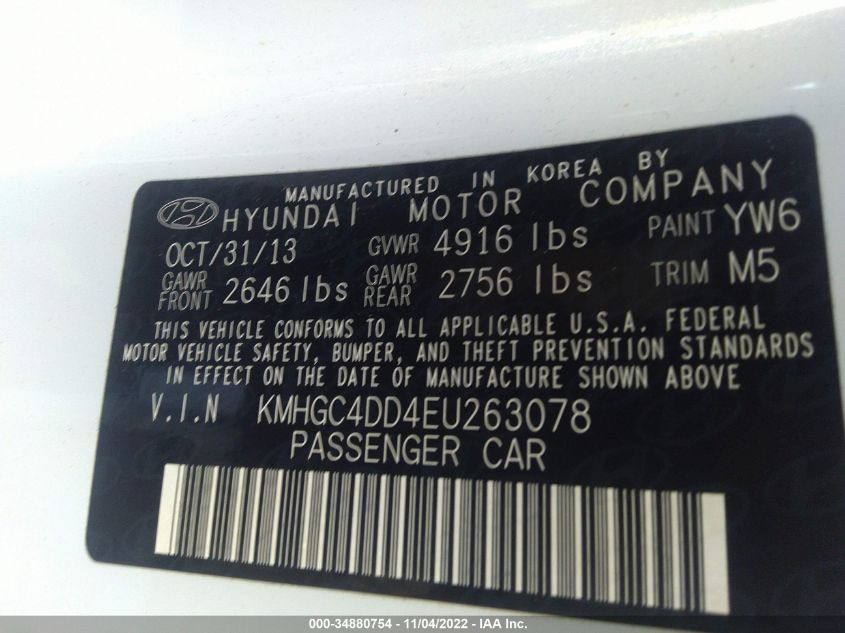 MANUFACTURED IN KOREA BY
HYUNDAI MOTOR COMPANY
OCT/31/13 GVWR 4916 lbs PAINT YW6
GAWR FRONT 2646 lbs GAWR REAR 2756 lbs TRIM M5
THIS VEHICLE CONFORMS TO ALL APPLICABLE U.S.A. FEDERAL
MOTOR VEHICLE SAFETY, BUMPER, AND THEFT PREVENTION STANDARDS
IN EFFECT ON THE DATE OF MANUFACTURE SHOWN ABOVE
V.I.N KMHGC4DD4EU263078
PASSENGER CAR
000-34880754 - 11/04/2022 - IAA Inc.